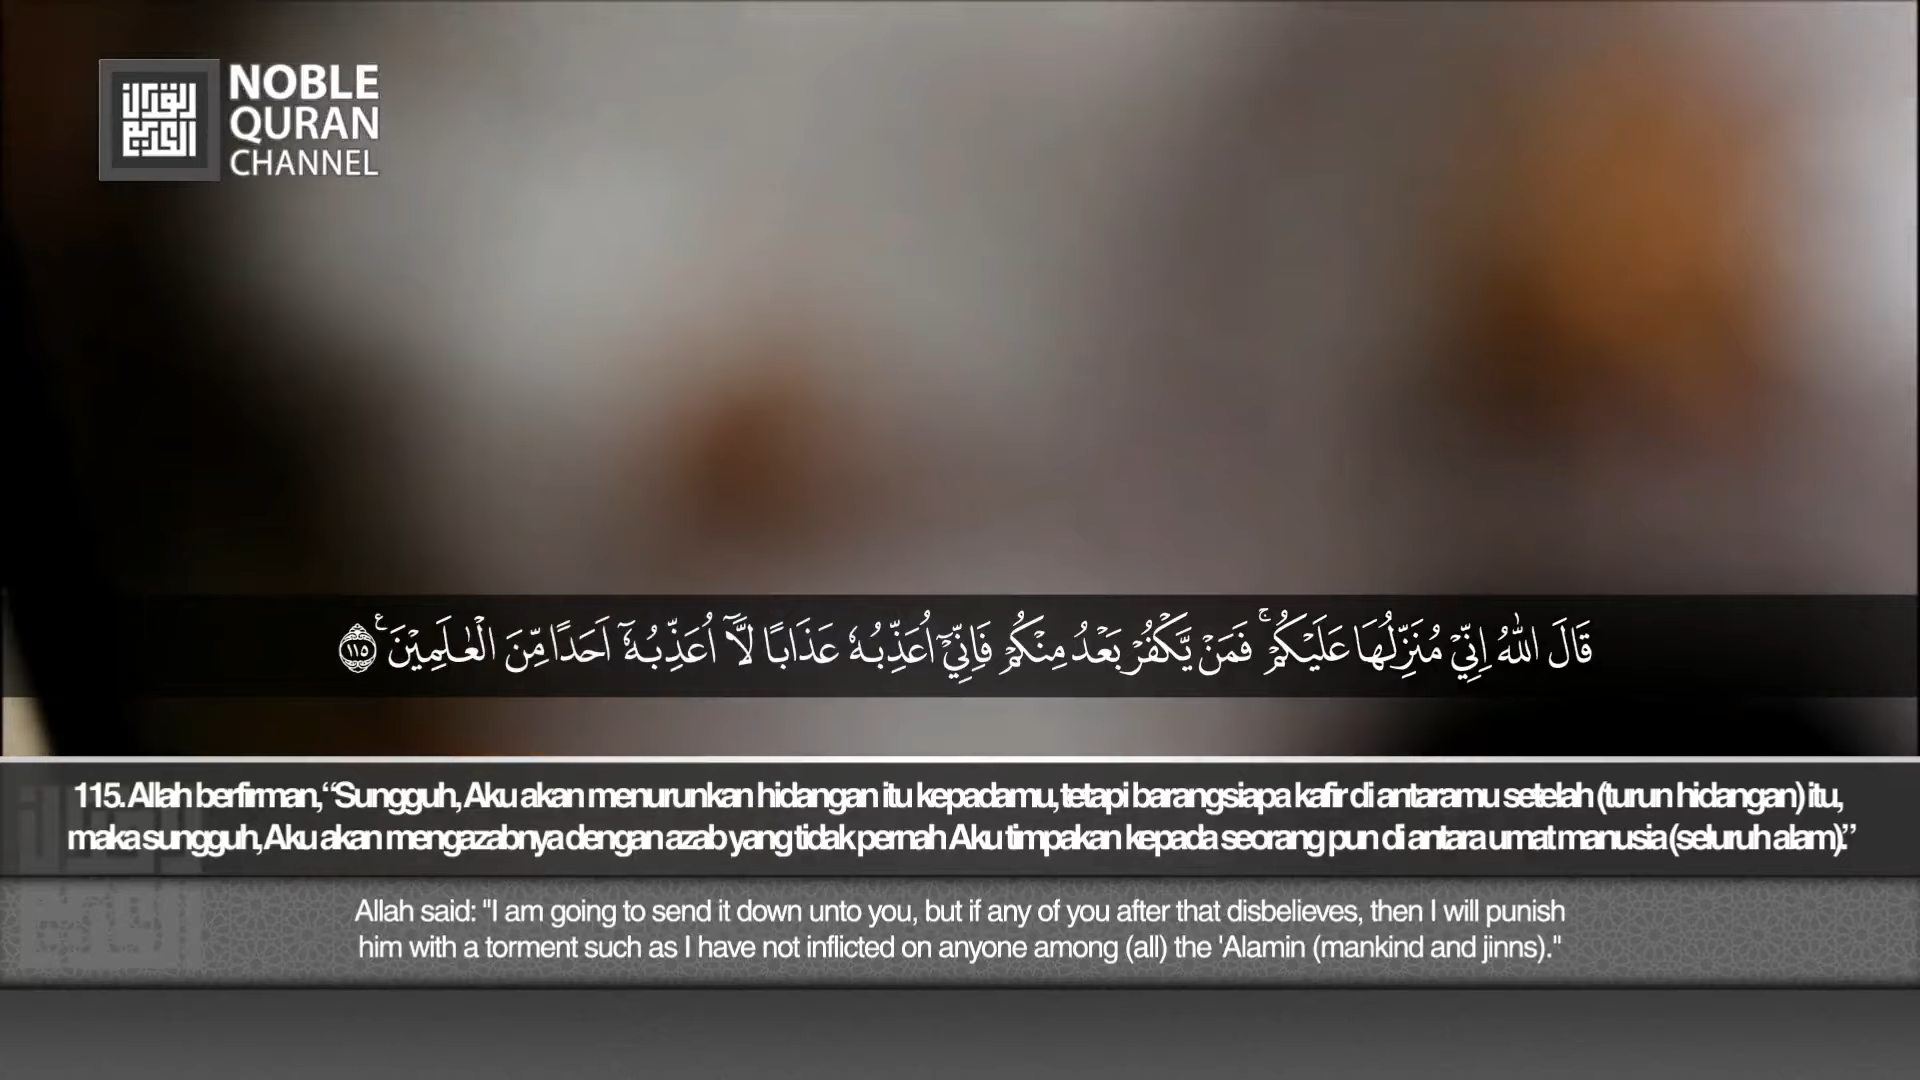 القرآن
الكريم
NOBLE
QURAN
CHANNEL
قَالَ اللّٰهُ اِنِّيْ مُنَزِّلُهَا عَلَيْكُمْ ۚ فَمَنْ يَّكْفُرْ بَعْدُ مِنْكُمْ فَاِنِّيْٓ اُعَذِّبُهٗ عَذَابًا لَّآ اُعَذِّبُهٗٓ اَحَدًا مِّنَ الْعٰلَمِيْنَ ࣖ ١١٥
115. Allah berfirman, “Sungguh, Aku akan menurunkan hidangan itu kepadamu, tetapi barangsiapa kafir di antaramu setelah (turun hidangan) itu,
maka sungguh, Aku akan mengazabnya dengan azab yang tidak pernah Aku timpakan kepada seorang pun di antara umat manusia (seluruh alam).”
Allah said: "I am going to send it down unto you, but if any of you after that disbelieves, then I will punish
him with a torment such as I have not inflicted on anyone among (all) the 'Alamin (mankind and jinns)."